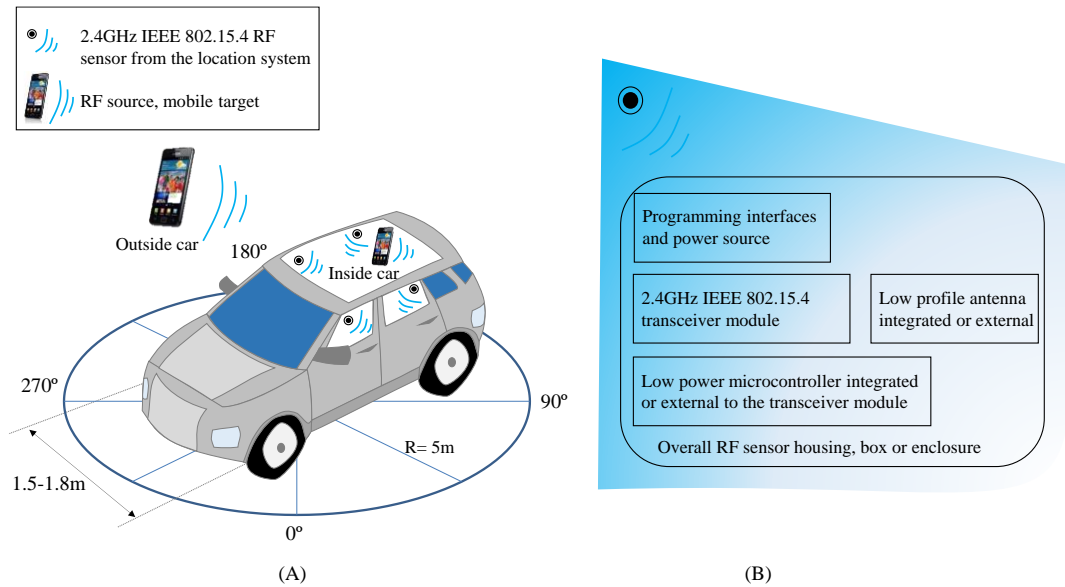 2.4GHz IEEE 802.15.4 RF
sensor from the location system
RF source, mobile target
Outside car
180º
Inside car
270º
90º
R= 5m
1.5-1.8m
0º
(A)
Programming interfaces
and power source
2.4GHz IEEE 802.15.4
transceiver module
Low profile antenna
integrated or external
Low power microcontroller integrated
or external to the transceiver module
Overall RF sensor housing, box or enclosure
(B)